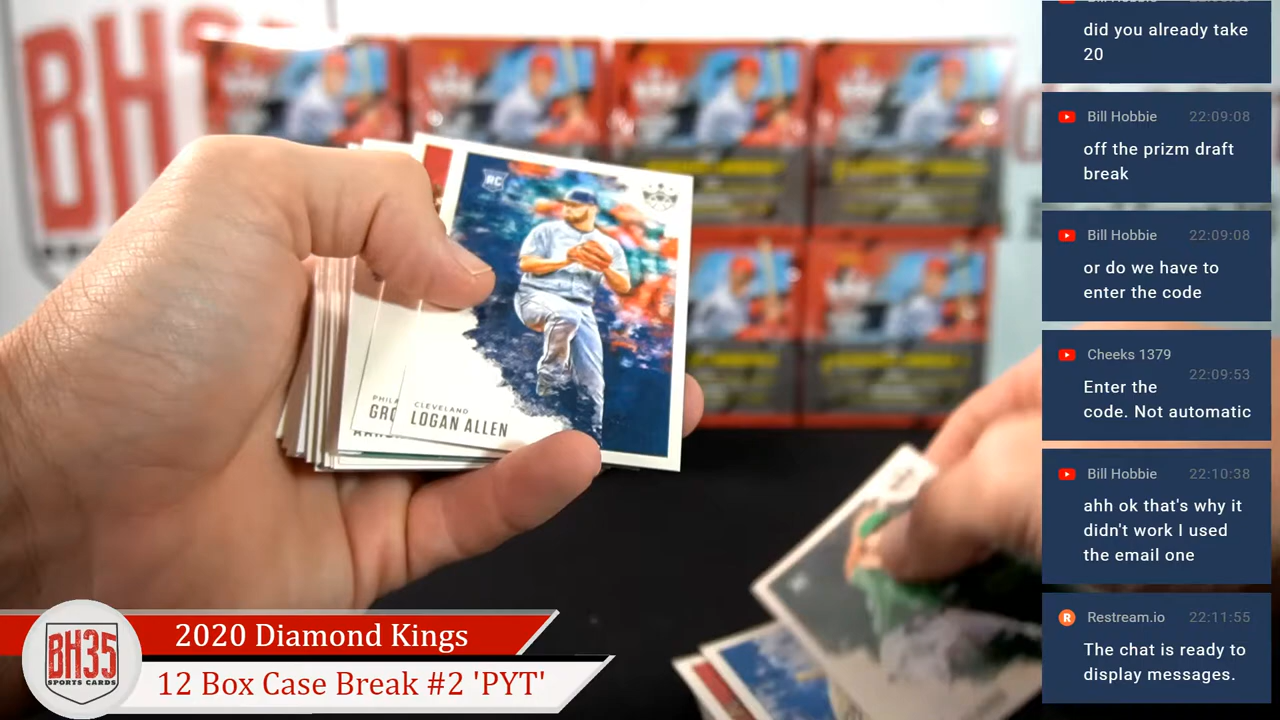 did you already take
20
Bill Hobbie 22:09:08
off the prizm draft
break
Bill Hobbie 22:09:08
or do we have to
enter the code
Cheeks 1379
22:09:53
Enter the
code. Not automatic
Bill Hobbie 22:10:38
ahh ok that's why it
didn't work I used
the email one
Restream.io 22:11:55
The chat is ready to
display messages.
RC
CLEVELAND
LOGAN ALLEN
PHILA
GRO
2020 Diamond Kings
12 Box Case Break #2 'PYT'
BH35
SPORTS CARDS